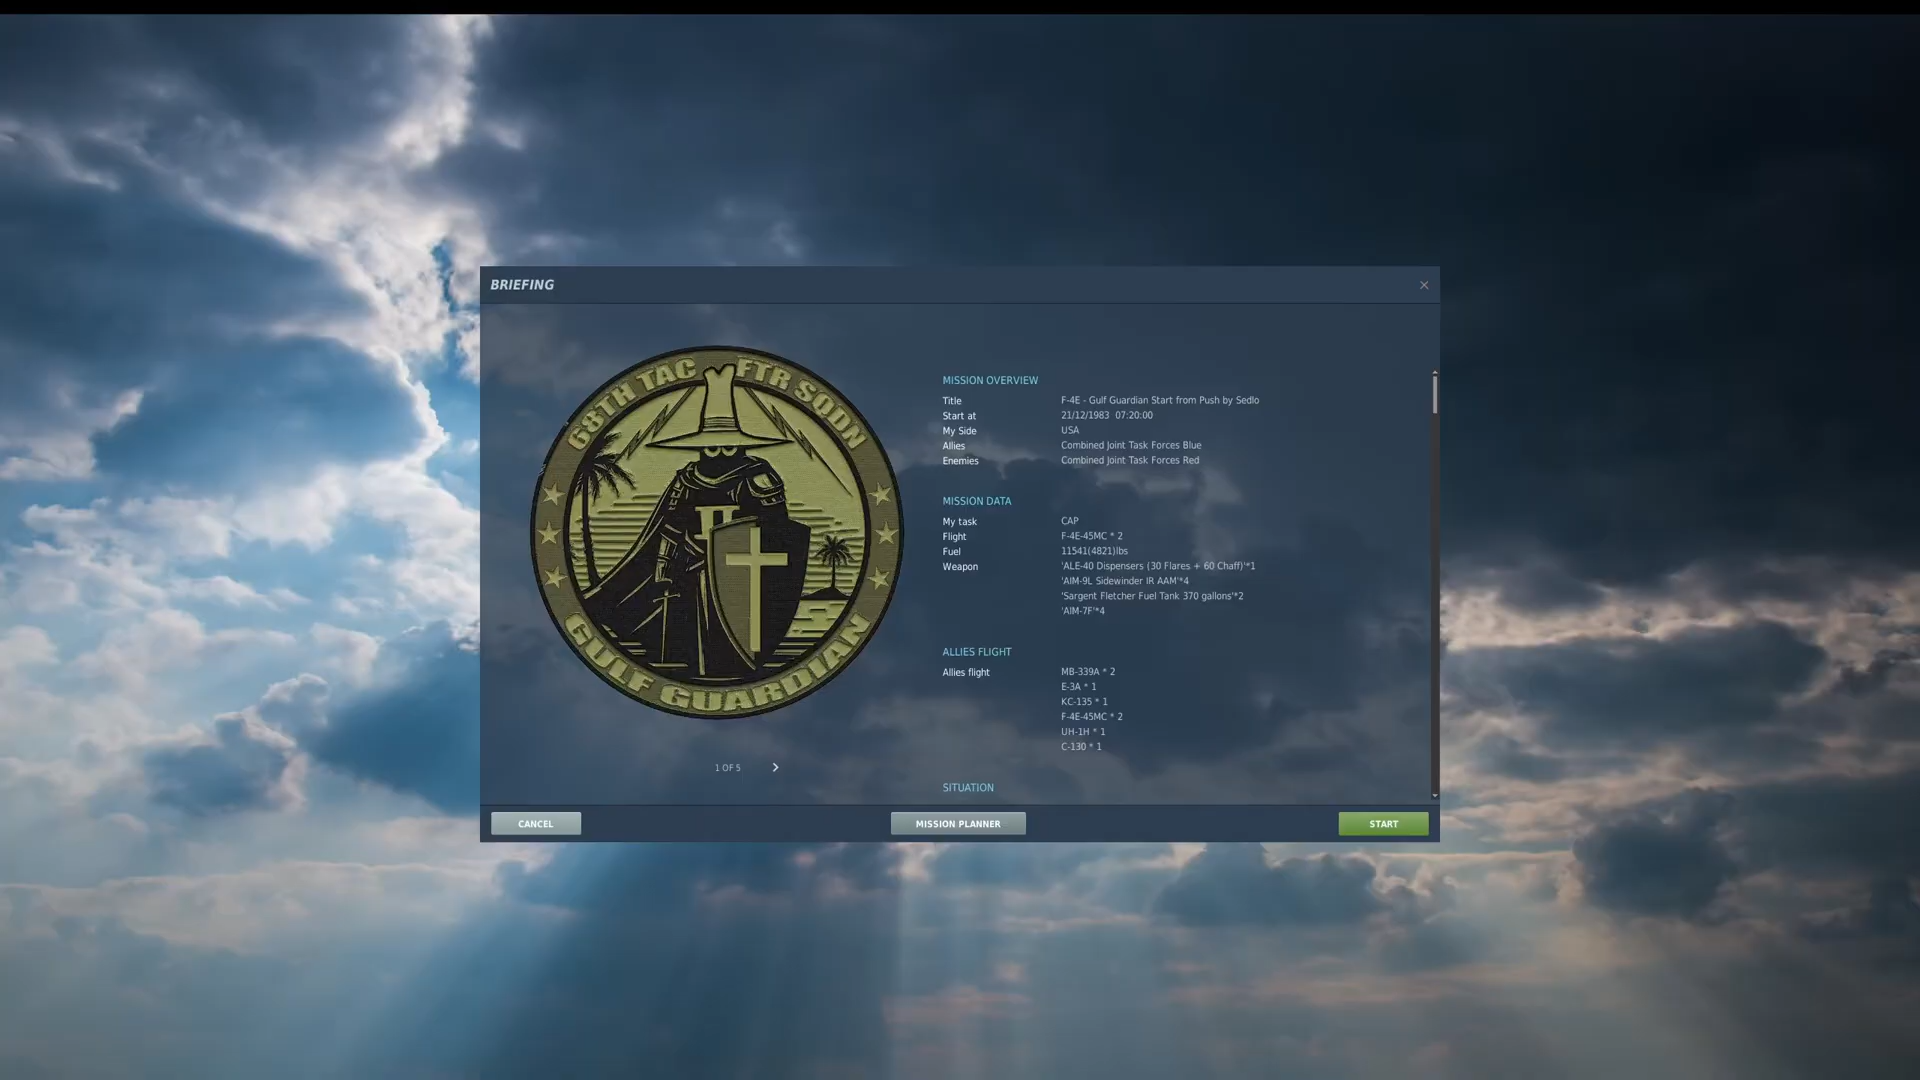 BRIEFING
68TH TAC FTR SQDN
GULF GUARDIAN
1 OF 5
MISSION OVERVIEW
Title F-4E - Gulf Guardian Start from Push by Sedlo
Start at 21/12/1983 07:20:00
My Side USA
Allies Combined Joint Task Forces Blue
Enemies Combined Joint Task Forces Red
MISSION DATA
My task CAP
Flight F-4E-45MC * 2
Fuel 11541(4821)lbs
Weapon 'ALE-40 Dispensers (30 Flares + 60 Chaff)'*1
'AIM-9L Sidewinder IR AAM'*4
'Sargent Fletcher Fuel Tank 370 gallons'*2
'AIM-7F'*4
ALLIES FLIGHT
Allies flight MB-339A * 2
E-3A * 1
KC-135 * 1
F-4E-45MC * 2
UH-1H * 1
C-130 * 1
SITUATION
CANCEL
MISSION PLANNER
START